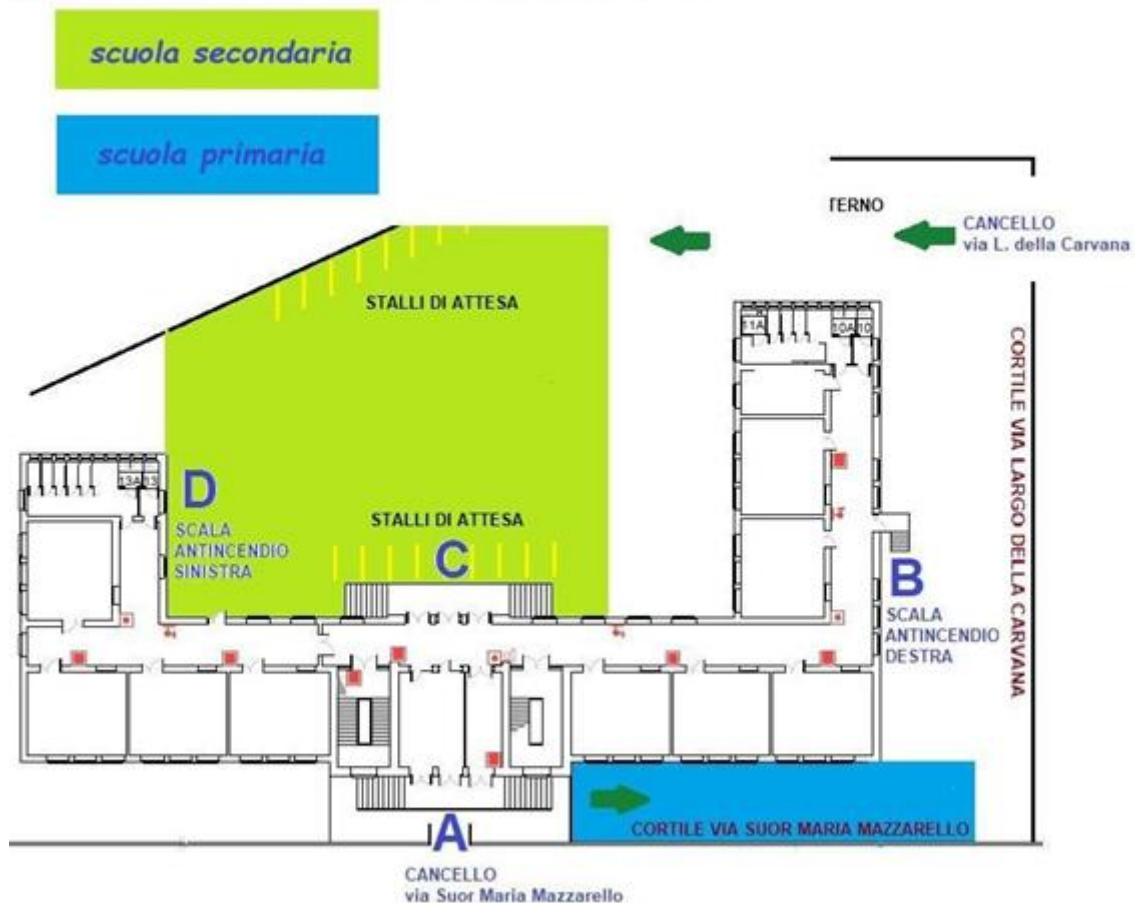 scuola secondaria
scuola primaria
TERNO
CANCELLO
via L. della Carvana
STALLI DI ATTESA
11A
10A 10
CORTILE VIA LARGO DELLA CARVANA
13A 13
D
SCALA
ANTINCENDIO
SINISTRA
STALLI DI ATTESA
C
B
SCALA
ANTINCENDIO
DESTRA
CORTILE VIA SUOR MARIA MAZZARELLO
A
CANCELLO
via Suor Maria Mazzarello